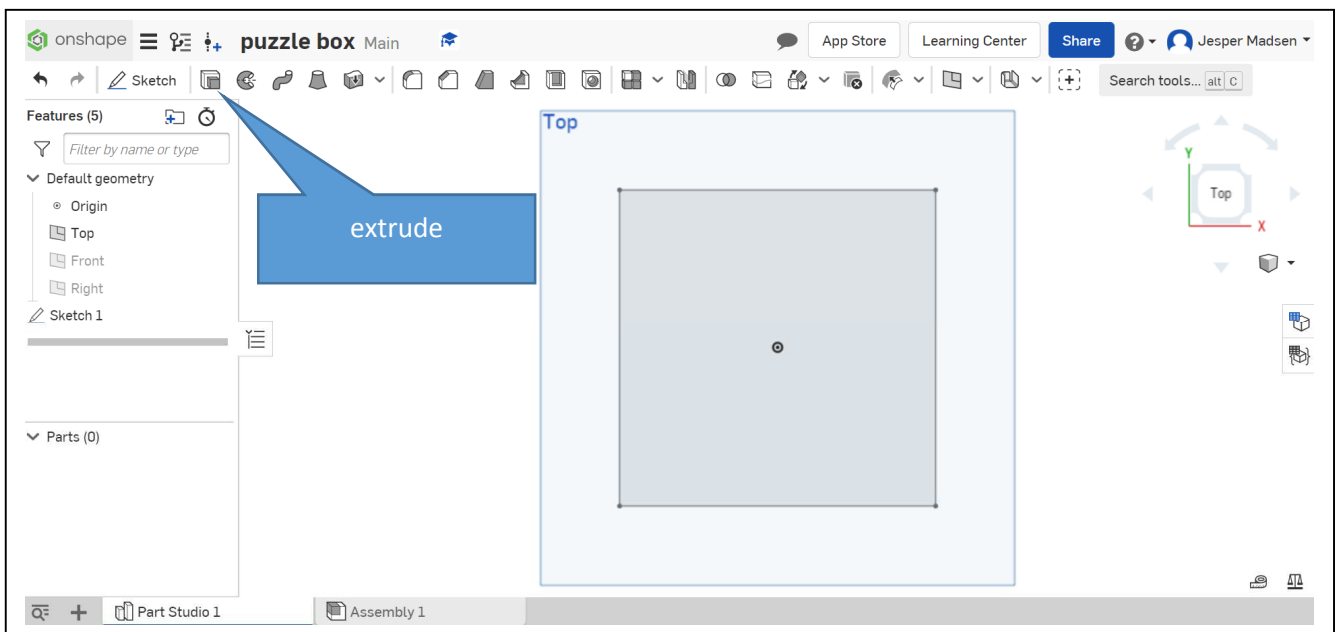 onshape puzzle box Main App Store Learning Center Share Jesper Madsen
Sketch Search tools... alt C
Features (5)
Filter by name or type
Default geometry
Origin
Top
Front
Right
Sketch 1
Parts (0)
extrude
Top
Y
Top
X
Part Studio 1 Assembly 1